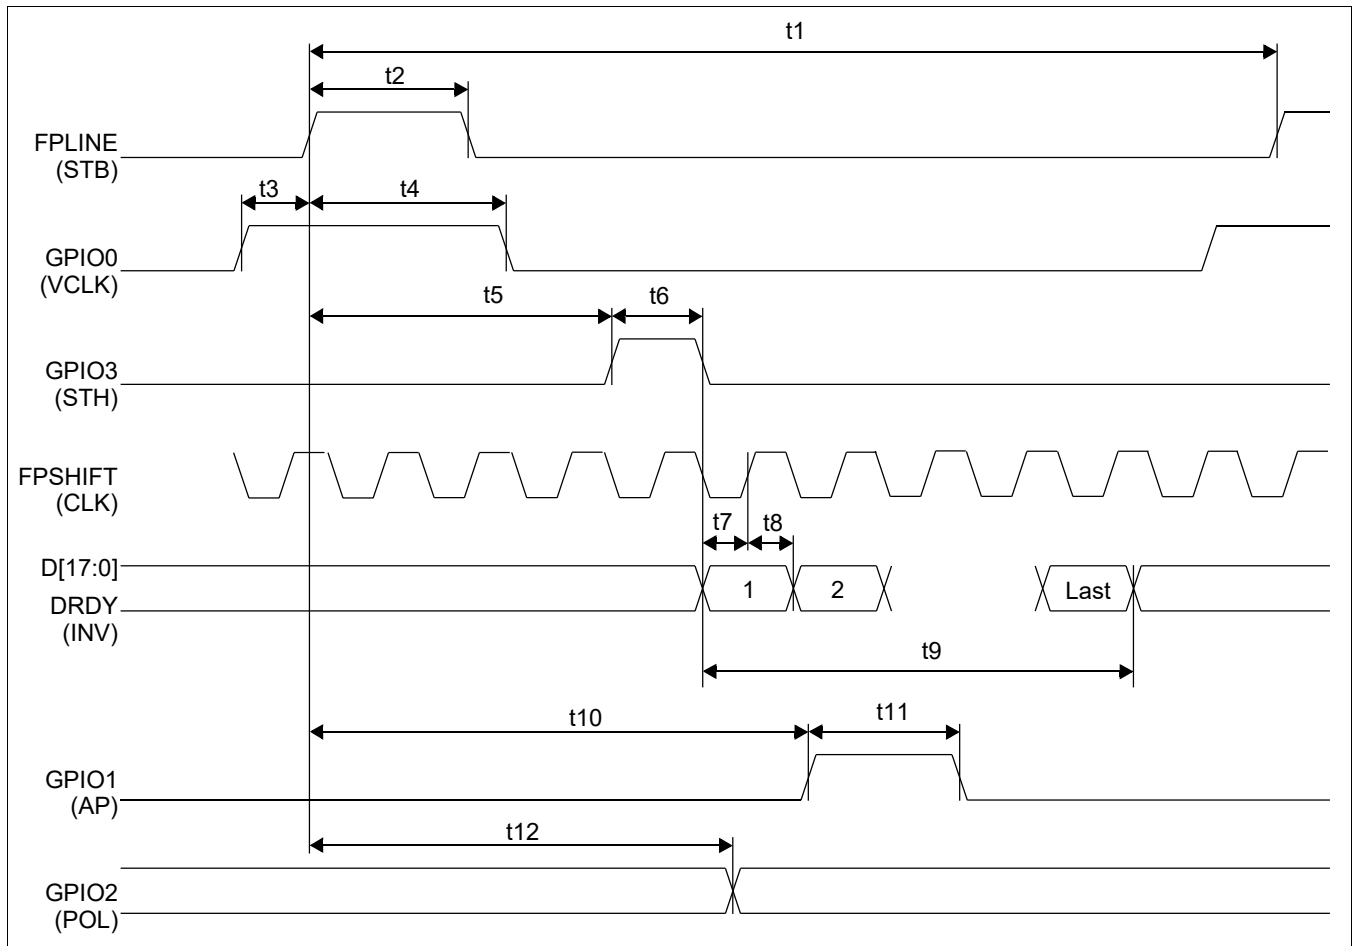 t1
t2
FPLINE
(STB)
t3
t4
GPIO0
(VCLK)
t5
t6
GPIO3
(STH)
FPSHIFT
(CLK)
t7
t8
D[17:0]
1
2
Last
DRDY
(INV)
t9
t10
t11
GPIO1
(AP)
t12
GPIO2
(POL)